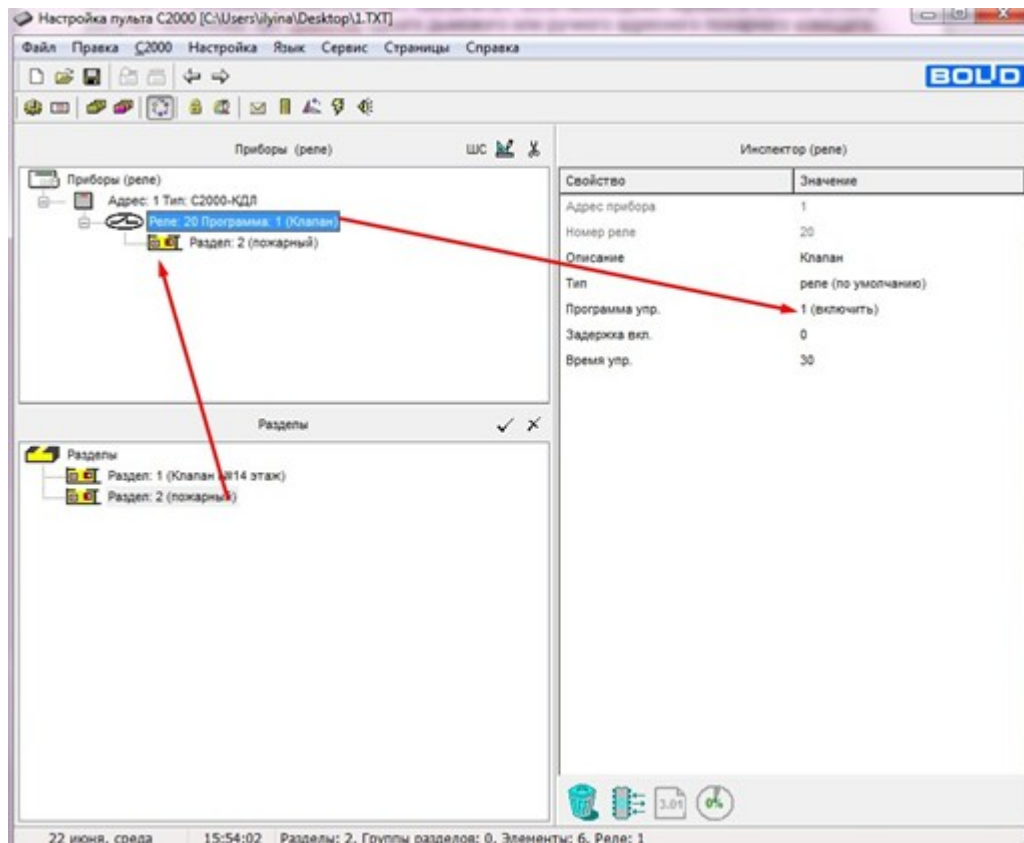 Настройка пульта C2000 [C:\Users\ilyina\Desktop\1.TXT]
Файл Правка C2000 Настройка Язык Сервис Страницы Справка
BOLID
Приборы (реле) ШС
Приборы (реле)
Адрес: 1 Тип: С2000-КДЛ
Реле: 20 Программа: 1 (Клапан)
Раздел: 2 (пожарный)
Разделы
Разделы
Раздел: 1 (Клапан №14 этаж)
Раздел: 2 (пожарный)
Инспектор (реле)
Свойство Значение
Адрес прибора 1
Номер реле 20
Описание Клапан
Тип реле (по умолчанию)
Программа упр. 1 (включить)
Задержка вкл. 0
Время упр. 30
3.01 0%
22 июня, среда 15:54:02 Разделы: 2, Группы разделов: 0, Элементы: 6, Реле: 1